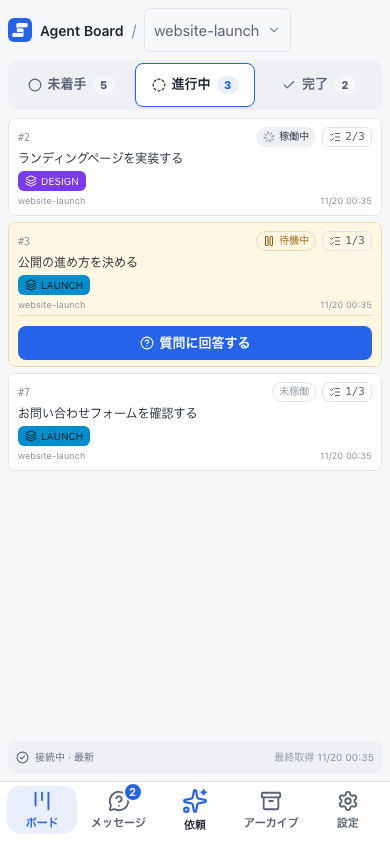 Agent Board / website-launch
未着手 5 進行中 3 完了 2
#2 稼働中 2/3
ランディングページを実装する
DESIGN
website-launch 11/20 00:35
#3 待機中 1/3
公開の進め方を決める
LAUNCH
website-launch 11/20 00:35
質問に回答する
#7 未稼働 1/3
お問い合わせフォームを確認する
LAUNCH
website-launch 11/20 00:35
接続中 · 最新 最終取得 11/20 00:35
2
ボード メッセージ 依頼 アーカイブ 設定